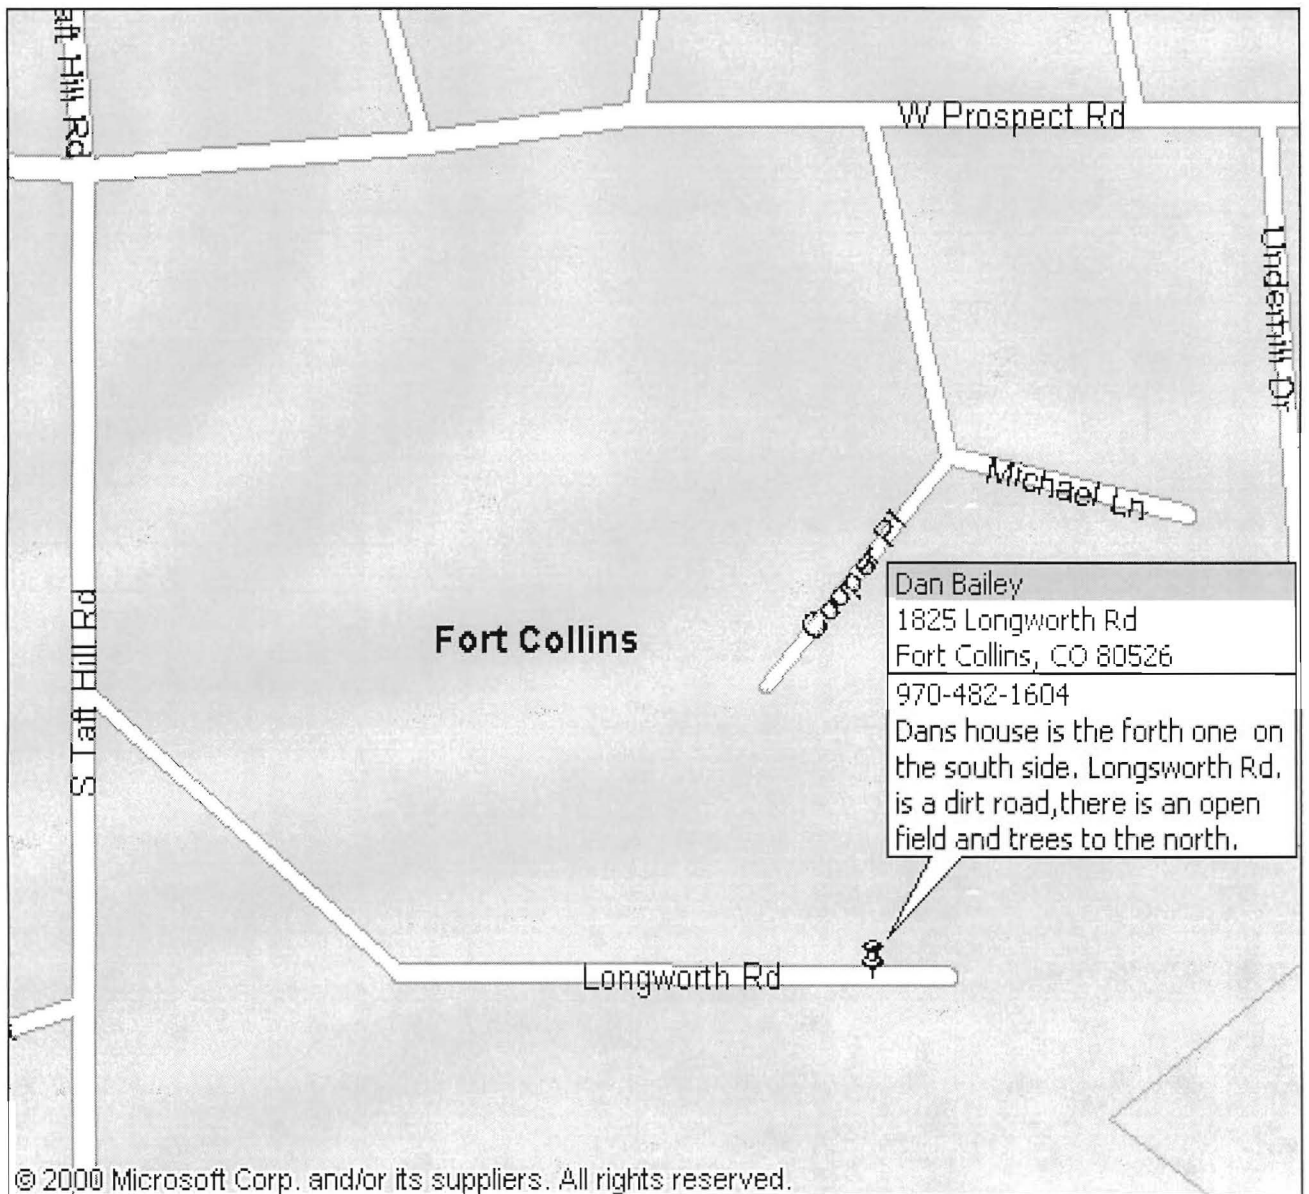 aft Hill Rd
W Prospect Rd
Underhill Dr
Michael Ln
Cooper Pl
Dan Bailey
1825 Longworth Rd
Fort Collins, CO 80526
970-482-1604
Dans house is the forth one on
the south side. Longsworth Rd.
is a dirt road,there is an open
field and trees to the north.
Fort Collins
S Taft Hill Rd
Longworth Rd
© 2000 Microsoft Corp. and/or its suppliers. All rights reserved.